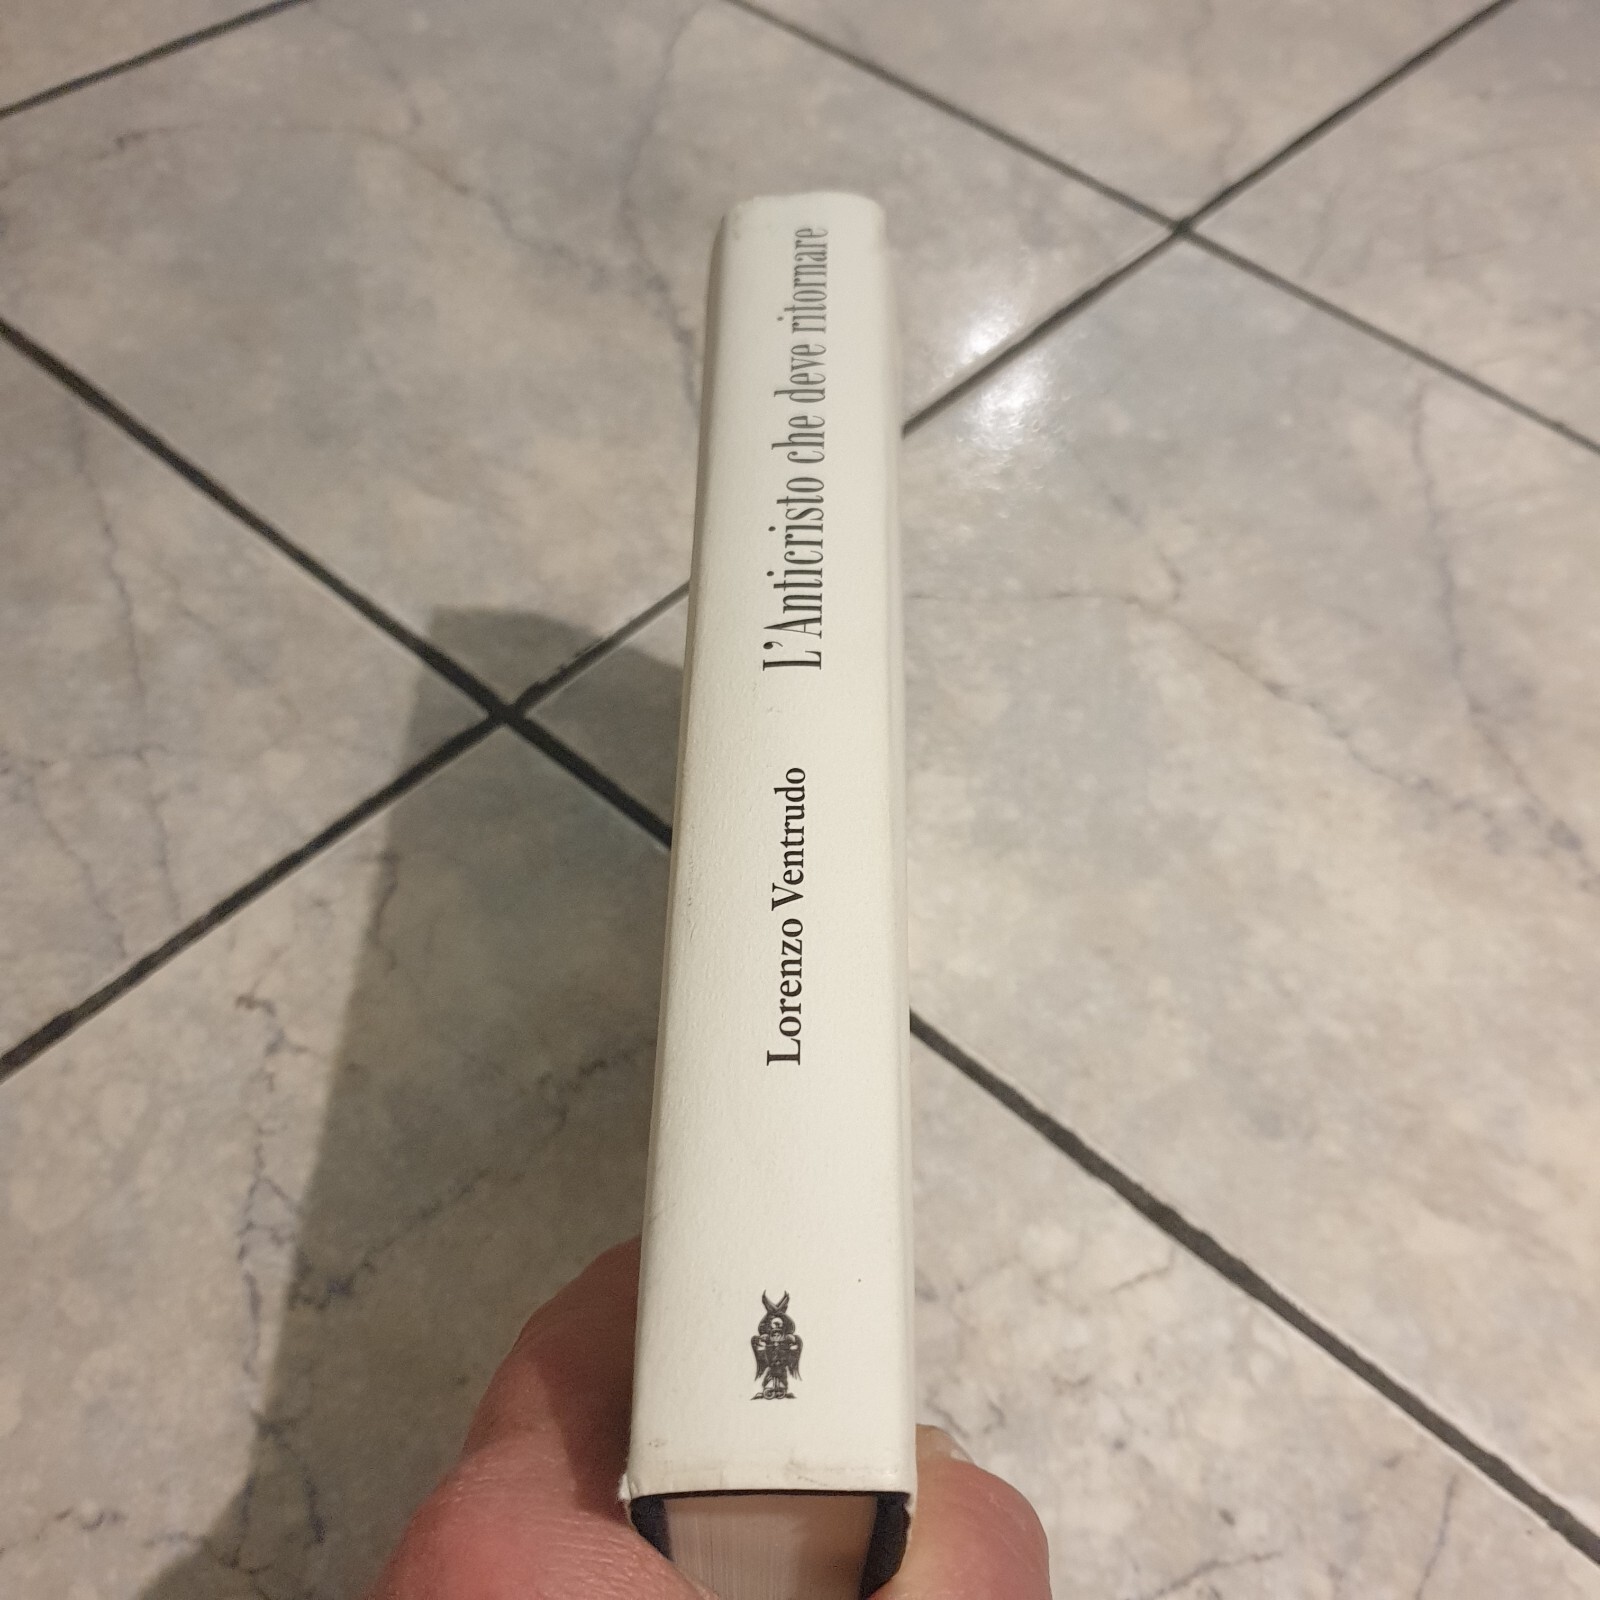 Lorenzo Ventrudo
L'Anticristo che deve ritornare